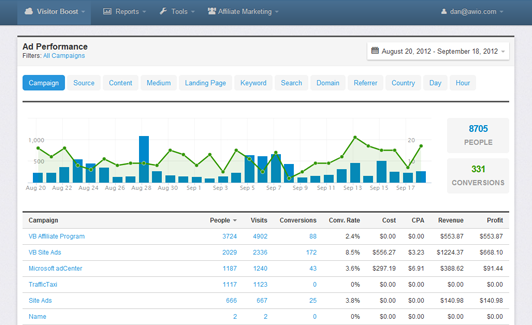 Visitor Boost Reports Tools Affiliate Marketing dan@awio.com
Ad Performance
Filters: All Campaigns
August 20, 2012 - September 18, 2012
Campaign Source Content Medium Landing Page Keyword Search Domain Referrer Country Day Hour
8705
PEOPLE
331
CONVERSIONS
1,000 20
500 10
Aug 20 Aug 22 Aug 24 Aug 26 Aug 28 Aug 30 Sep 1 Sep 3 Sep 5 Sep 7 Sep 9 Sep 11 Sep 13 Sep 15 Sep 17
Campaign People Visits Conversions Conv. Rate Cost CPA Revenue Profit
VB Affiliate Program 3724 4902 88 2.4% $0.00 $0.00 $553.87 $553.87
VB Site Ads 2029 2336 172 8.5% $556.27 $3.23 $1224.37 $668.10
Microsoft adCenter 1187 1240 43 3.6% $297.19 $6.91 $388.62 $91.44
TrafficTaxi 1117 1123 0 0% $0.00 $0.00 $0.00 $0.00
Site Ads 666 667 25 3.8% $0.00 $0.00 $140.98 $140.98
Name 2 2 0 0% $0.00 $0.00 $0.00 $0.00